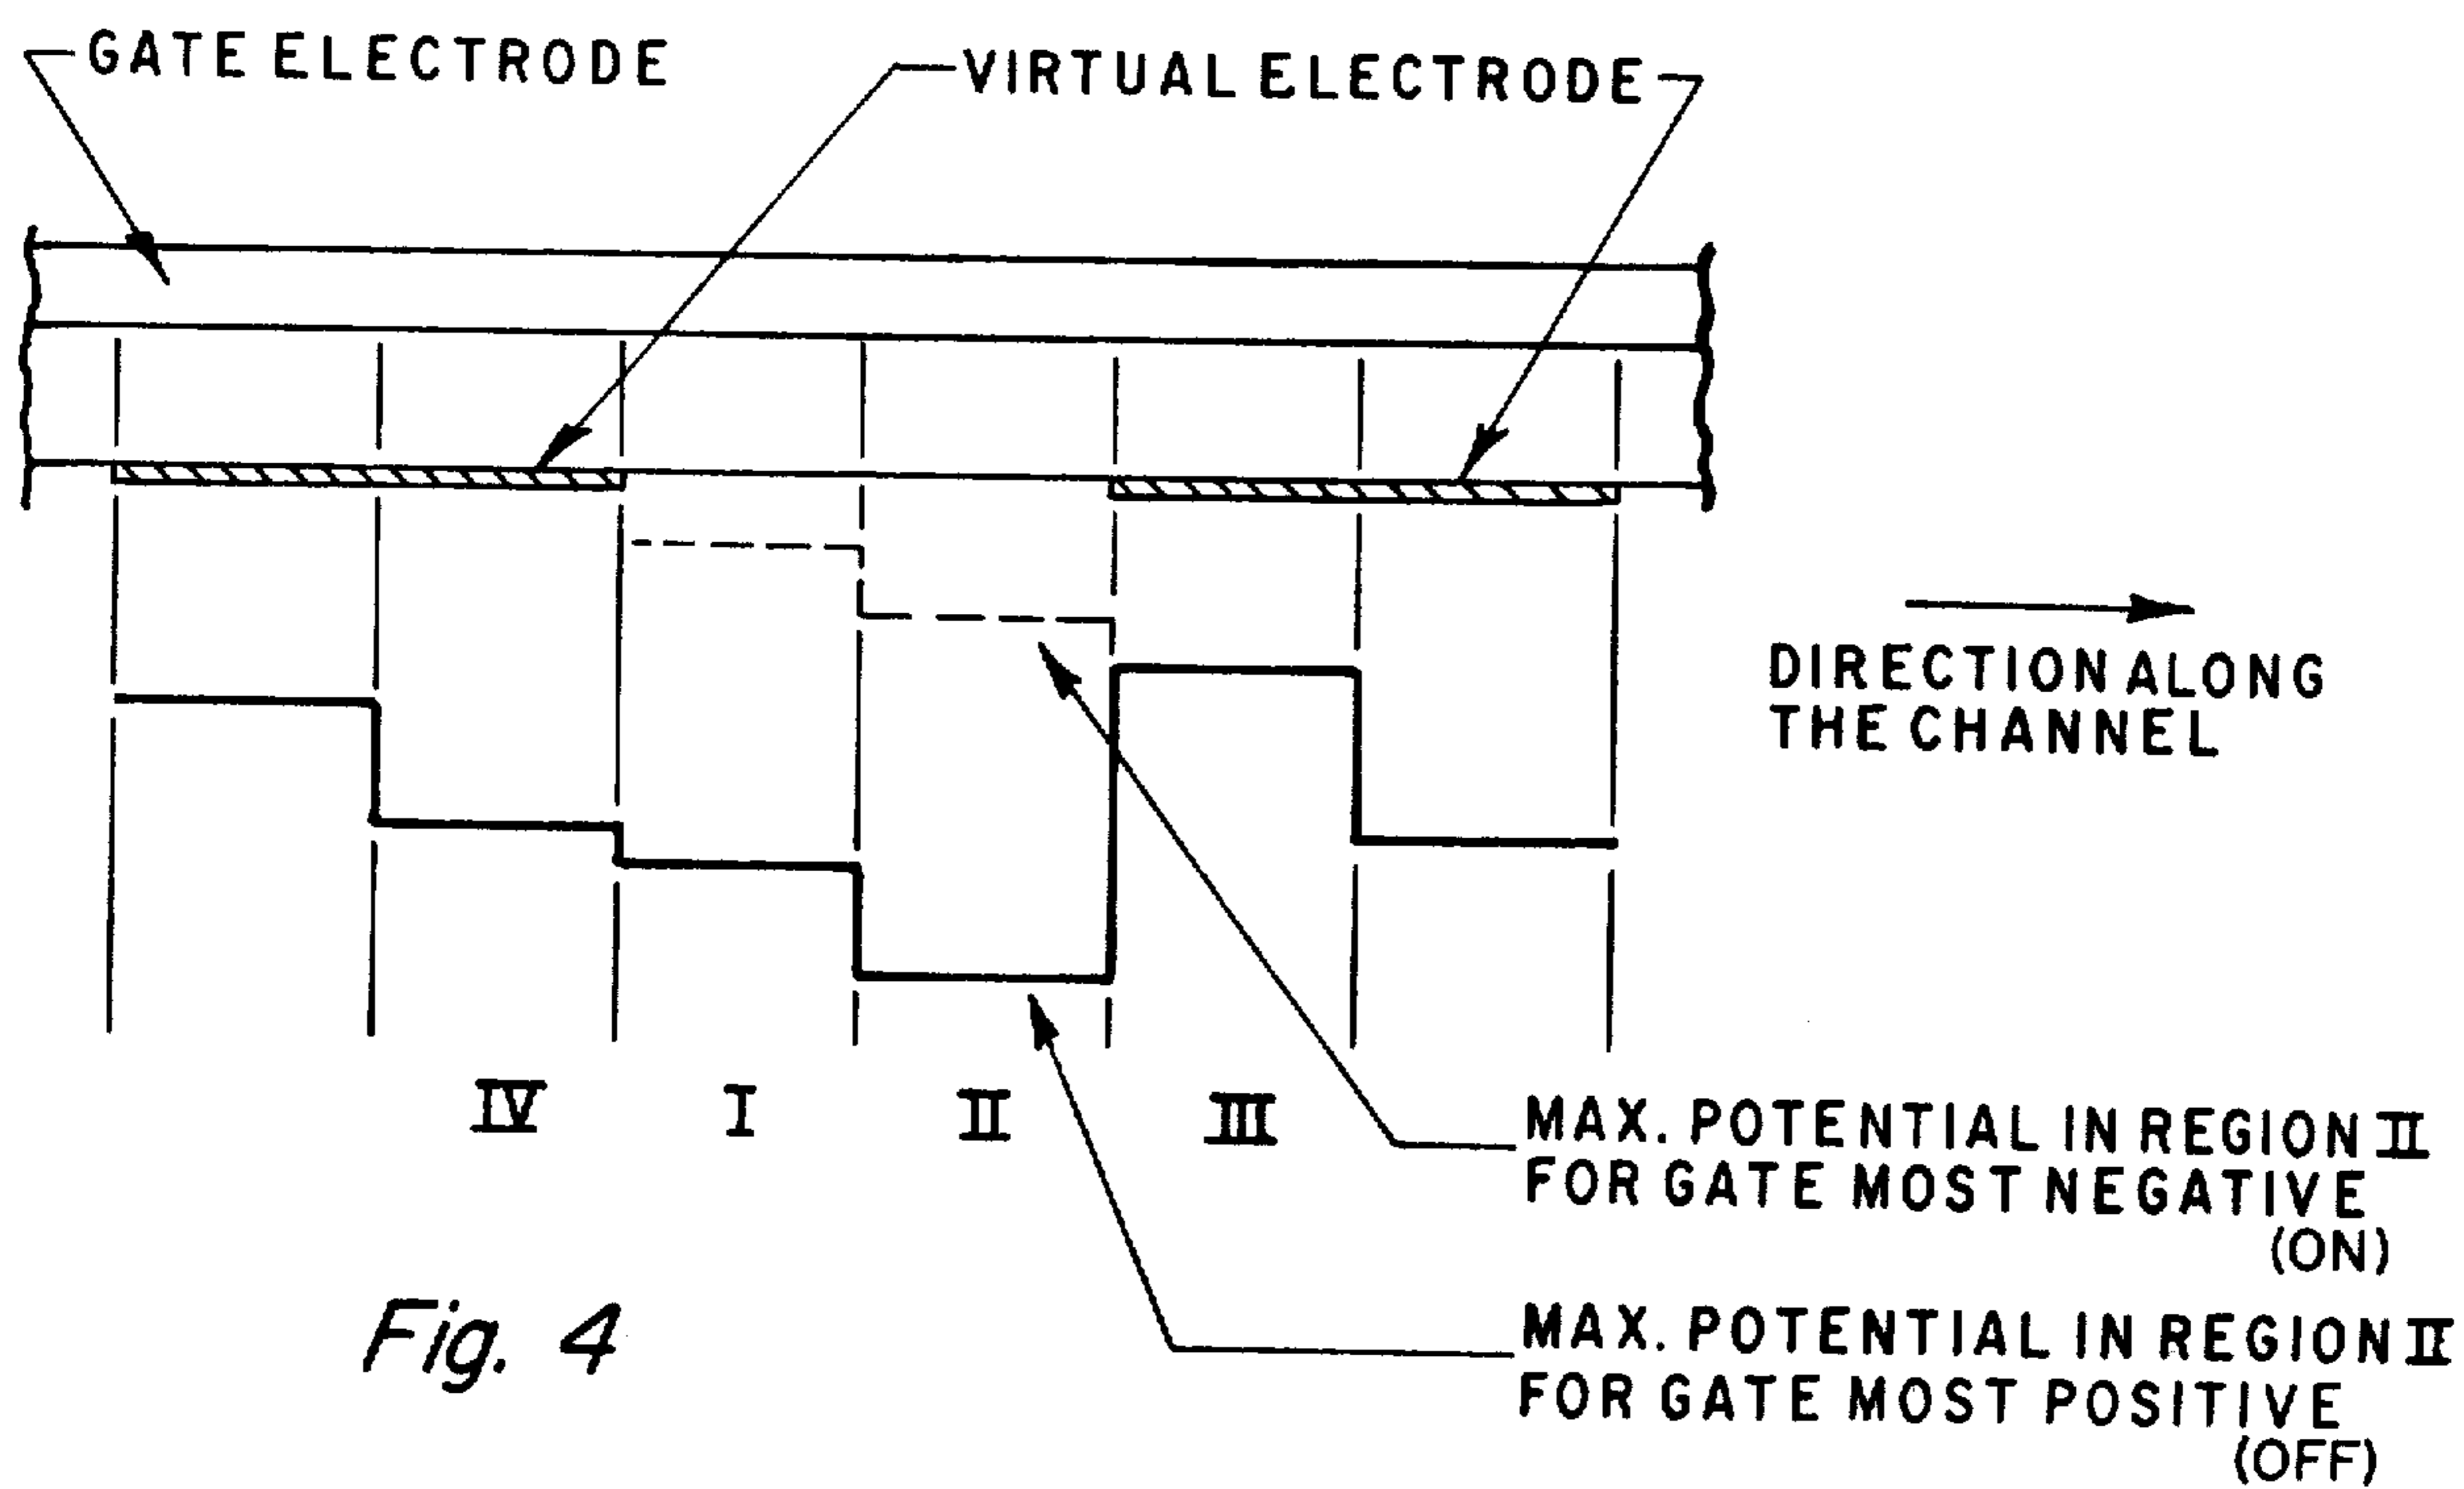 GATE ELECTRODE
VIRTUAL ELECTRODE
DIRECTION ALONG
THE CHANNEL
IV I II III
MAX. POTENTIAL IN REGION II
FOR GATE MOST NEGATIVE
(ON)
MAX. POTENTIAL IN REGION II
FOR GATE MOST POSITIVE
(OFF)
Fig. 4